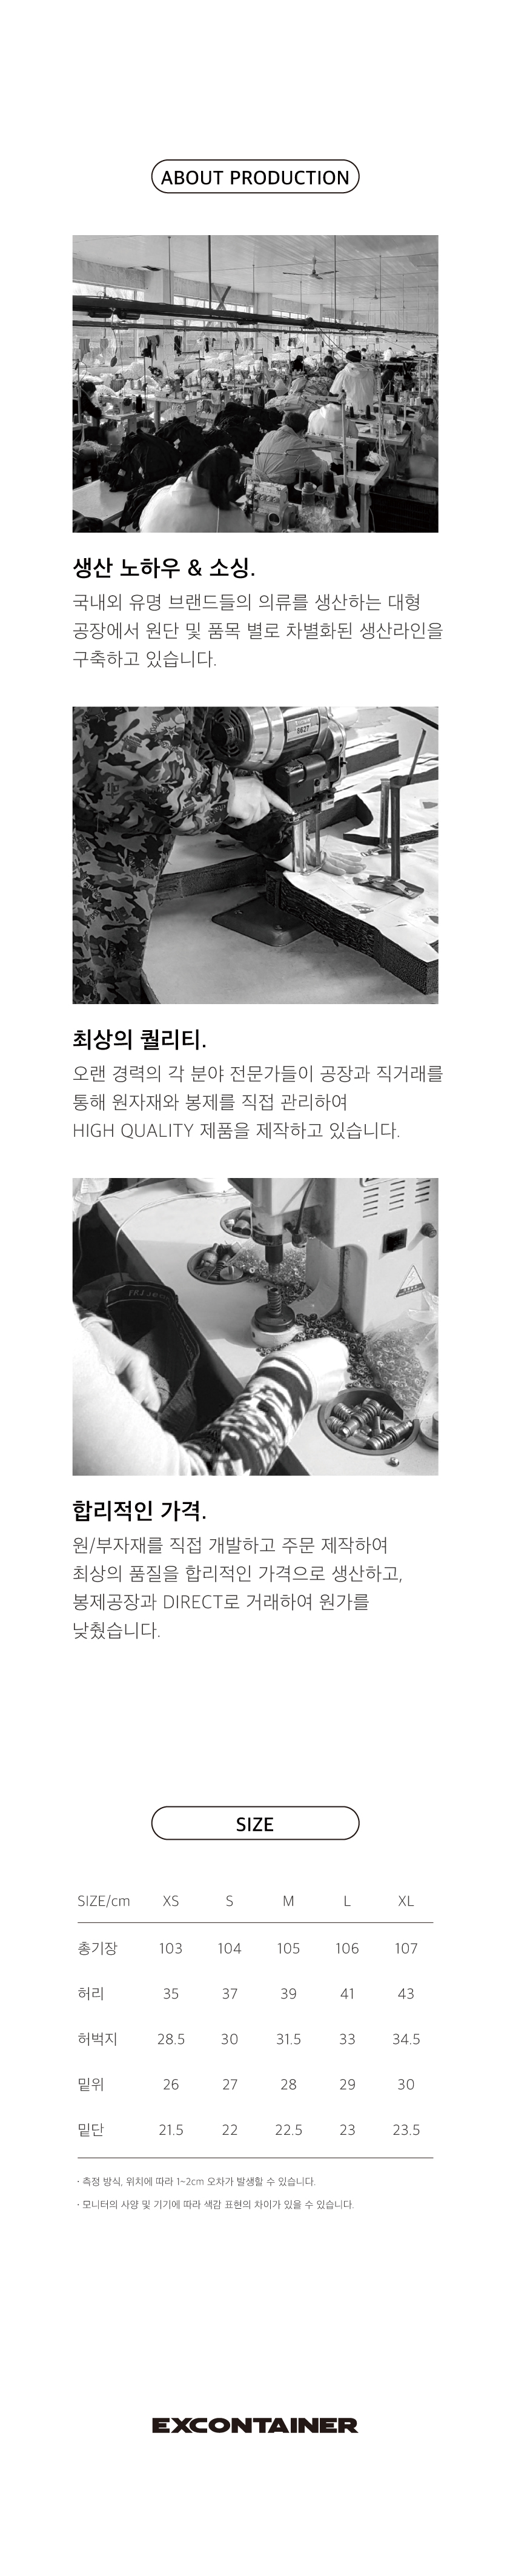 ABOUT PRODUCTION
생산 노하우 & 소싱.
국내외 유명 브랜드들의 의류를 생산하는 대형
공장에서 원단 및 품목 별로 차별화된 생산라인을
구축하고 있습니다.
8627
최상의 퀄리티.
오랜 경력의 각 분야 전문가들이 공장과 직거래를
통해 원자재와 봉제를 직접 관리하여
HIGH QUALITY 제품을 제작하고 있습니다.
합리적인 가격.
원/부자재를 직접 개발하고 주문 제작하여
최상의 품질을 합리적인 가격으로 생산하고,
봉제공장과 DIRECT로 거래하여 원가를
낮췄습니다.
SIZE
SIZE/cm XS S M L XL
총기장 103 104 105 106 107
허리 35 37 39 41 43
허벅지 28.5 30 31.5 33 34.5
밑위 26 27 28 29 30
밑단 21.5 22 22.5 23 23.5
· 측정 방식, 위치에 따라 1~2cm 오차가 발생할 수 있습니다.
· 모니터의 사양 및 기기에 따라 색감 표현의 차이가 있을 수 있습니다.
EXCONTAINER